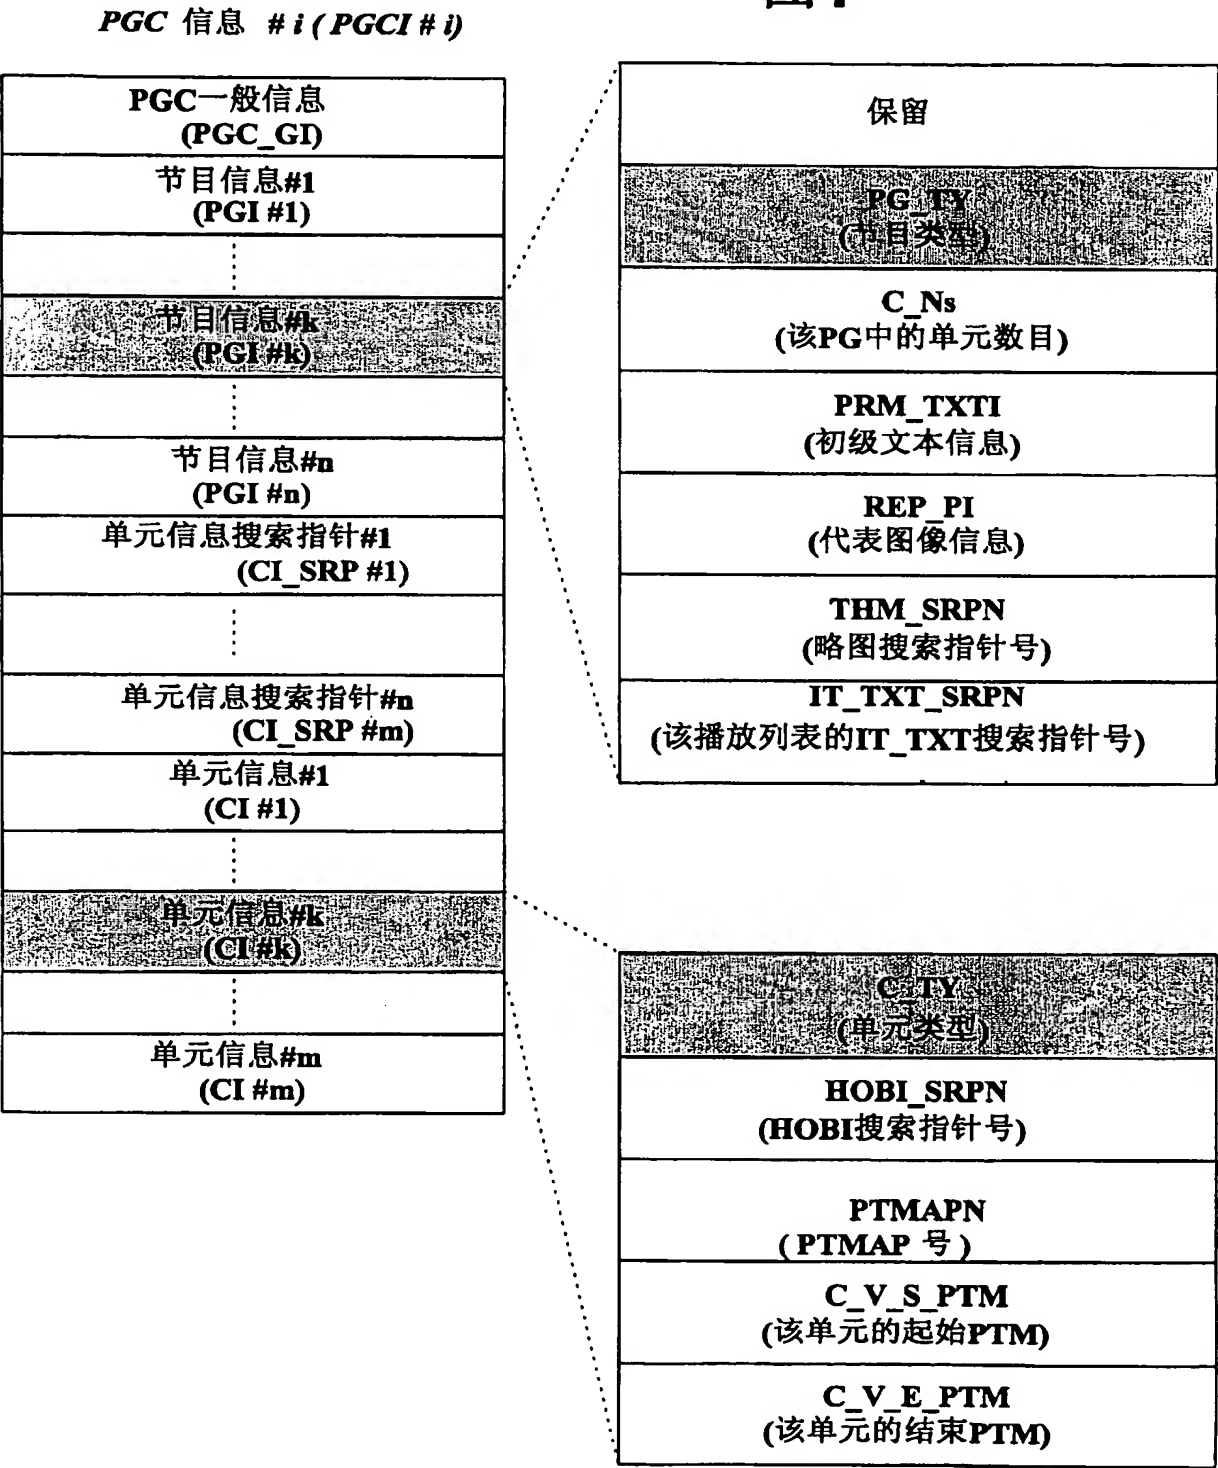 PGC 信息 # i ( PGCI # i)
PGC一般信息
(PGC_GI)
节目信息#1
(PGI #1)
节目信息#k
(PGI #k)
节目信息#n
(PGI #n)
单元信息搜索指针#1
(CI_SRP #1)
单元信息搜索指针#n
(CI_SRP #m)
单元信息#1
(CI #1)
单元信息#k
(CI #k)
单元信息#m
(CI #m)
保留
PG_TY
(节目类型)
C_Ns
(该PG中的单元数目)
PRM_TXTI
(初级文本信息)
REP_PI
(代表图像信息)
THM_SRPN
(略图搜索指针号)
IT_TXT_SRPN
(该播放列表的IT_TXT搜索指针号)
C_TY
(单元类型)
HOBI_SRPN
(HOBI搜索指针号)
PTMAPN
( PTMAP 号 )
C_V_S_PTM
(该单元的起始PTM)
C_V_E_PTM
(该单元的结束PTM)